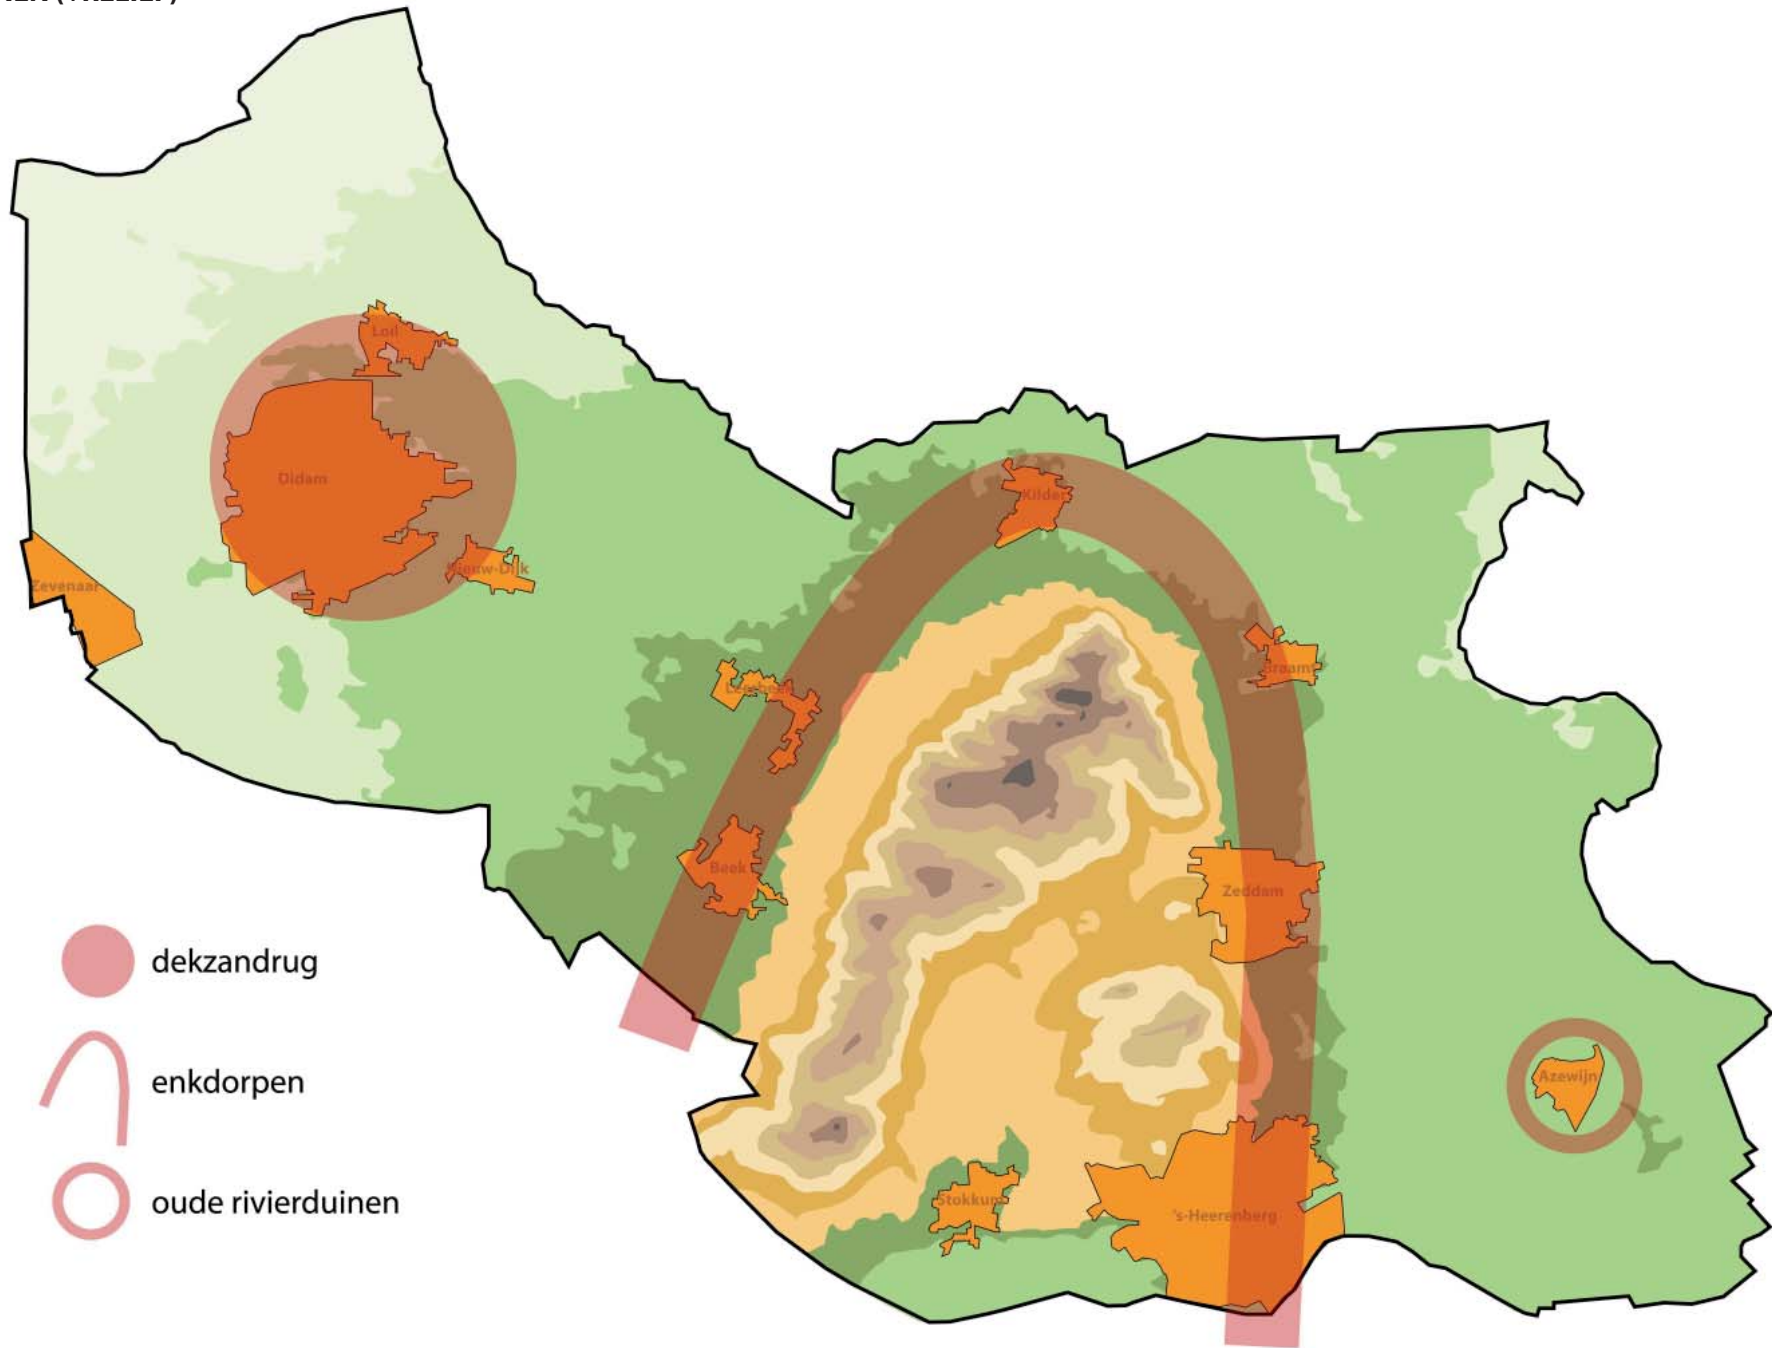 Loil
Didam
Kilder
Nieuw-Dijk
Zevenaar
Braamt
Beek
Zeddam
dekzandrug
Azewijn
enkdorpen
Stokkum
oude rivierduinen
's-Heerenberg